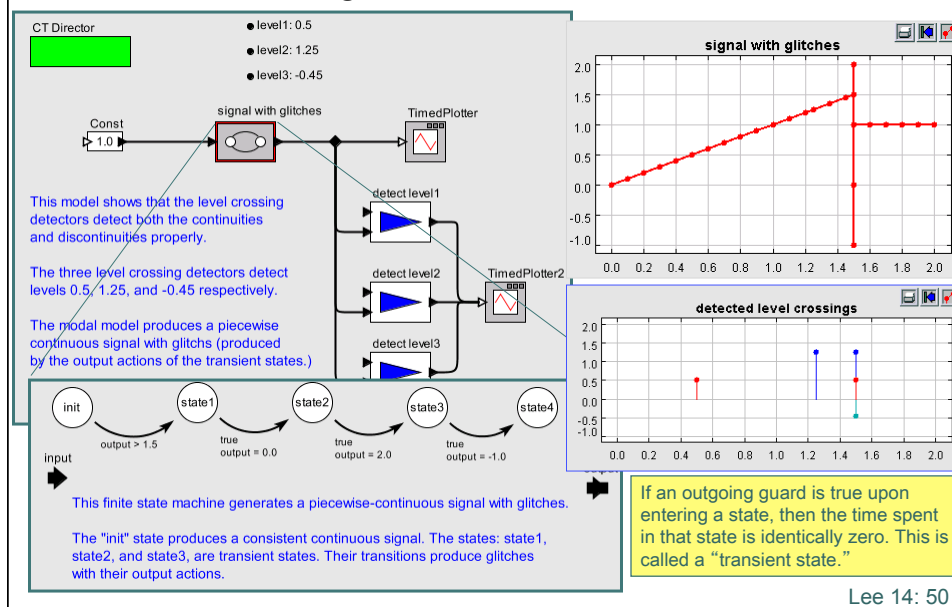 CT Director
level1: 0.5
level2: 1.25
level3: -0.45
Const
1.0
signal with glitches
TimedPlotter
detect level1
detect level2
detect level3
TimedPlotter2
This model shows that the level crossing
detectors detect both the continuities
and discontinuities properly.
The three level crossing detectors detect
levels 0.5, 1.25, and -0.45 respectively.
The modal model produces a piecewise
continuous signal with glitchs (produced
by the output actions of the transient states.)
signal with glitches
2.0
1.5
1.0
0.5
0.0
-0.5
-1.0
0.0 0.2 0.4 0.6 0.8 1.0 1.2 1.4 1.6 1.8 2.0
detected level crossings
2.0
1.5
1.0
0.5
0.0
-0.5
-1.0
0.0 0.2 0.4 0.6 0.8 1.0 1.2 1.4 1.6 1.8 2.0
init
state1
state2
state3
state4
output > 1.5
true
output = 0.0
true
output = 2.0
true
output = -1.0
input
This finite state machine generates a piecewise-continuous signal with glitches.
The "init" state produces a consistent continuous signal. The states: state1,
state2, and state3, are transient states. Their transitions produce glitches
with their output actions.
If an outgoing guard is true upon
entering a state, then the time spent
in that state is identically zero. This is
called a “transient state.”
Lee 14: 50